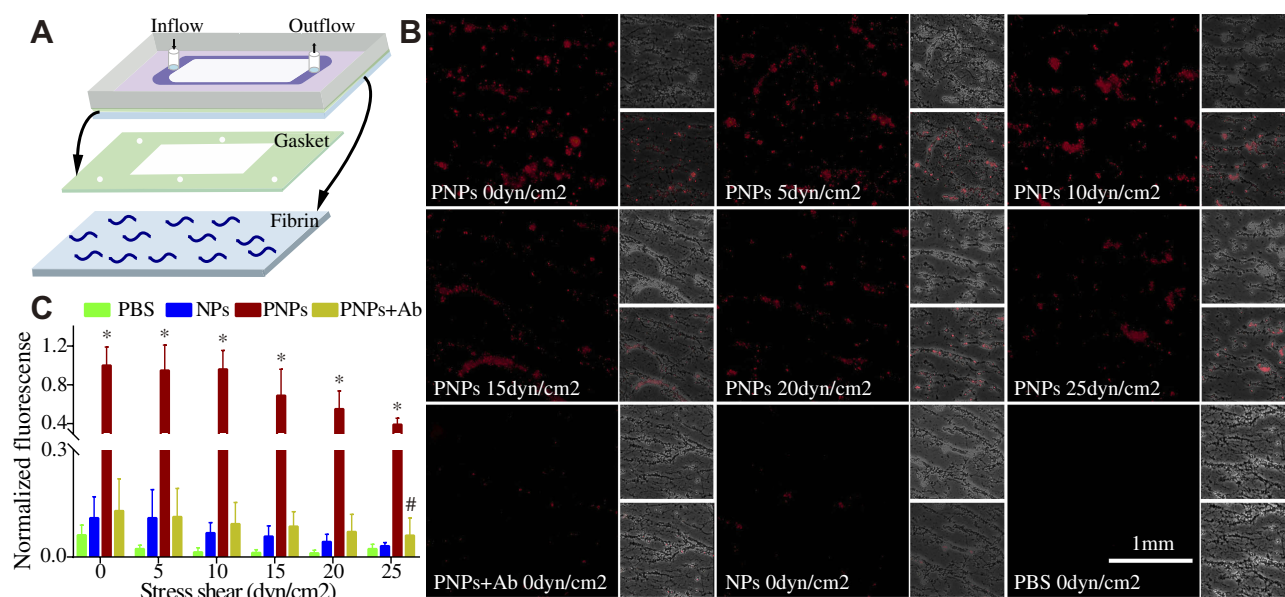 A
Inflow
Outflow
Gasket
Fibrin
B
PNPs 0dyn/cm2
PNPs 5dyn/cm2
PNPs 10dyn/cm2
PNPs 15dyn/cm2
PNPs 20dyn/cm2
PNPs 25dyn/cm2
PNPs+Ab 0dyn/cm2
NPs 0dyn/cm2
1mm
PBS 0dyn/cm2
C
PBS NPs PNPs PNPs+Ab
Normalized fluorescense
1.2
0.4
0.3
0.0
* * * * * *
#
0 5 10 15 20 25
Stress shear (dyn/cm2)